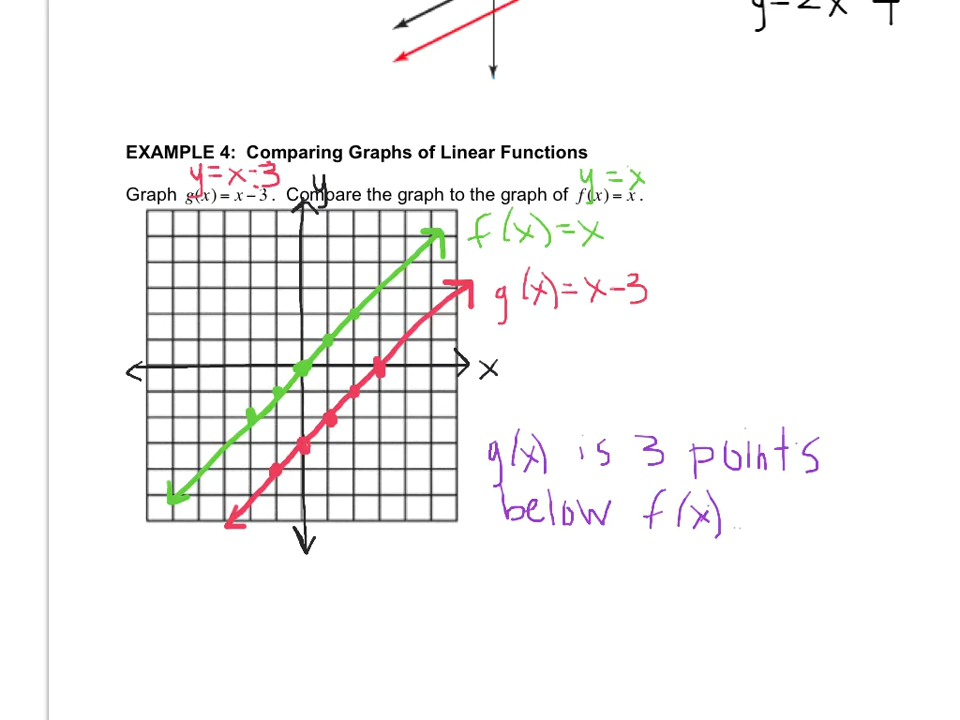 EXAMPLE 4: Comparing Graphs of Linear Functions
y = x - 3
y = x
Graph g(x) = x − 3. Compare the graph to the graph of f(x) = x.
y
f(x) = x
g(x) = x - 3
x
g(x) is 3 points
below f(x)